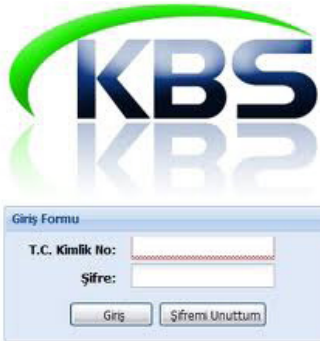 KBS
Giriş Formu
T.C. Kimlik No:
Şifre:
Giriş Şifremi Unuttum